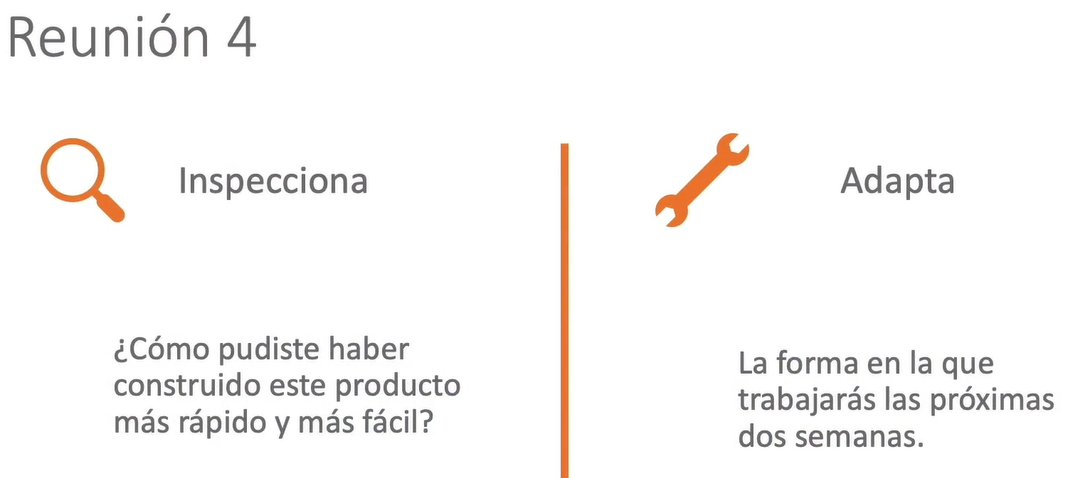 Reunión 4
Inspecciona
¿Cómo pudiste haber
construido este producto
más rápido y más fácil?
Adapta
La forma en la que
trabajarás las próximas
dos semanas.